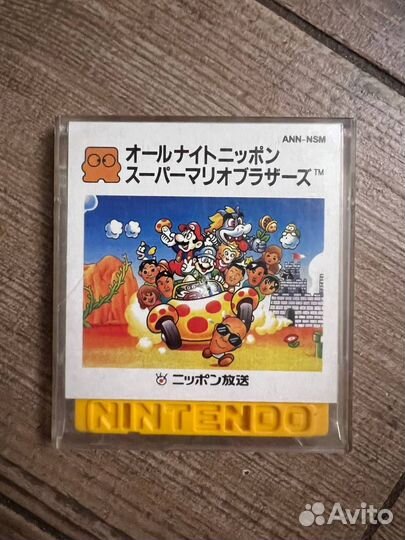 ANN-NSM
オールナイトニッポン
スーパーマリオブラザーズ™
ニッポン放送
NINTENDO
Avito